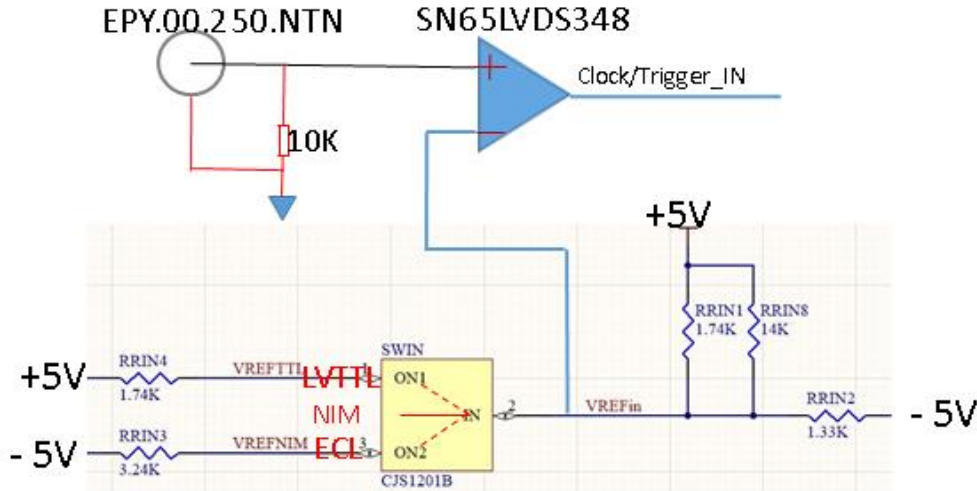 EPY.00.250.NTN
SN65LVDS348
Clock/Trigger_IN
10K
+5V
RRIN1
1.74K
RRIN8
14K
SWIN
RRIN4
+5V
VREFTTL
LVTTL
1
ON1
1.74K
NIM
IN
2
VREFin
RRIN2
- 5V
1.33K
RRIN3
- 5V
VREFNIM
ECL
3
ON2
3.24K
CJS1201B